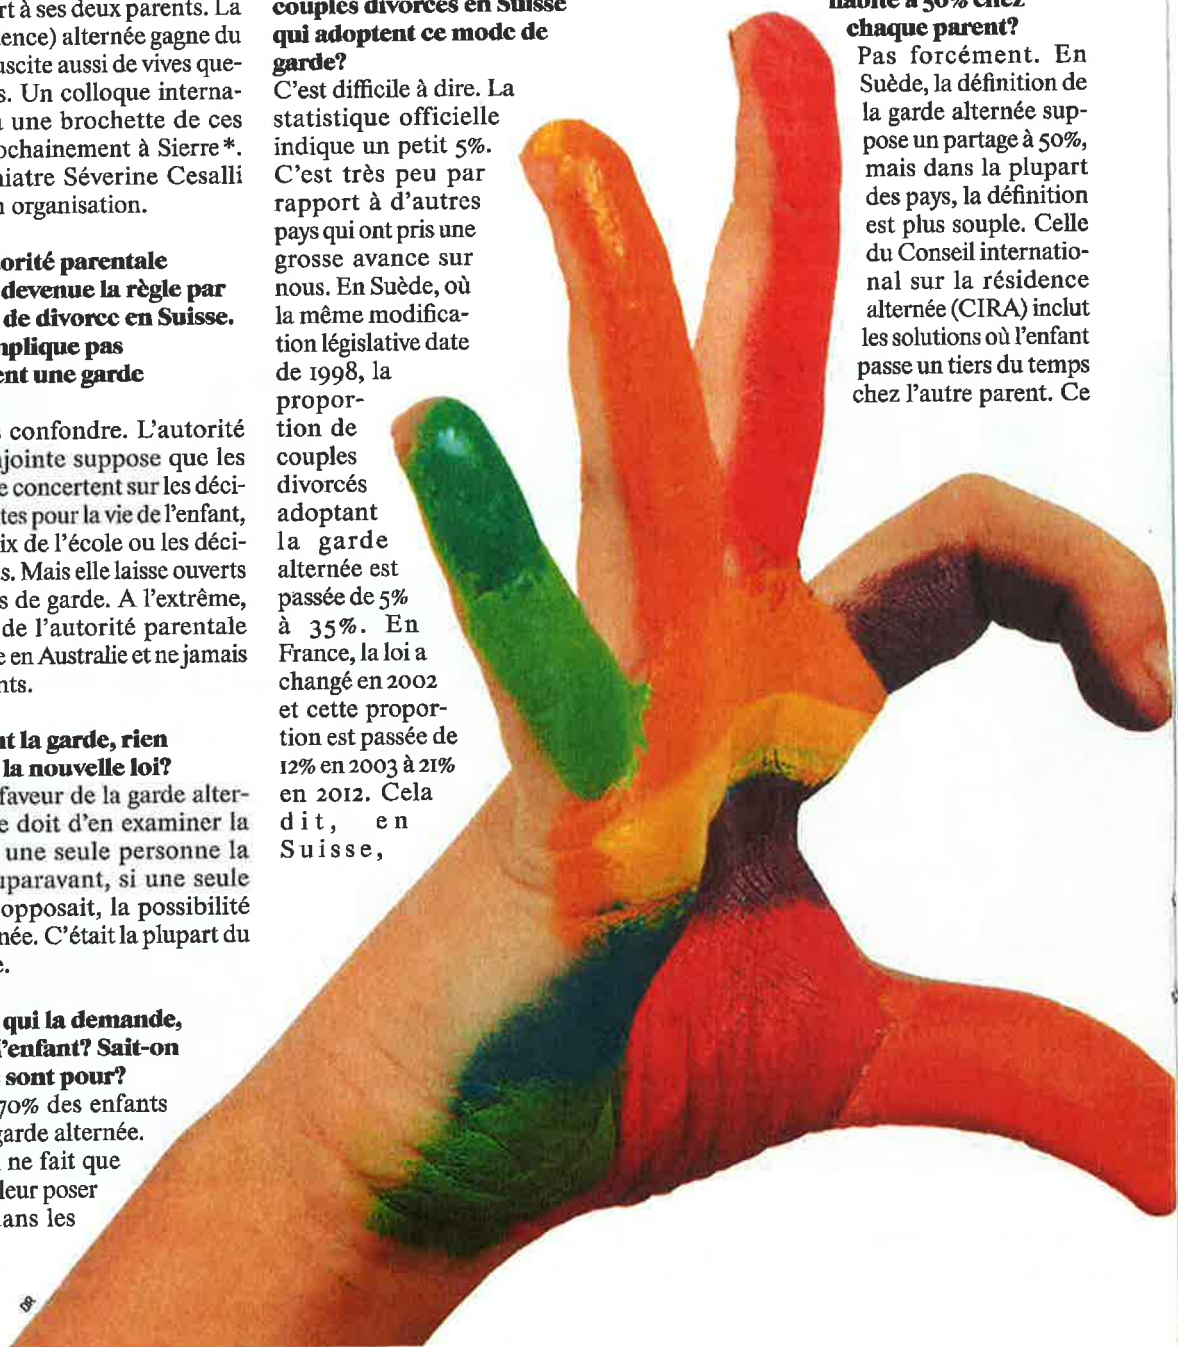 rt à ses deux parents. La
ence) alternée gagne du
uscite aussi de vives que-
s. Un colloque interna-
une brochette de ces
ochainement à Sierre*.
iatre Séverine Cesalli
organisation.
orité parentale
devenue la règle par
de divorce en Suisse.
plique pas
ent une garde
confondre. L'autorité
jointe suppose que les
e concertent sur les déci-
tes pour la vie de l'enfant,
ix de l'école ou les déci-
s. Mais elle laisse ouverts
s de garde. A l'extrême,
de l'autorité parentale
e en Australie et ne jamais
nts.
nt la garde, rien
la nouvelle loi?
faveur de la garde alter-
e doit d'en examiner la
une seule personne la
uparavant, si une seule
opposait, la possibilité
née. C'était la plupart du
e.
qui la demande,
l'enfant? Sait-on
sont pour?
70% des enfants
garde alternée.
ne fait que
leur poser
ans les
DR
couples divorcés en Suisse
qui adoptent ce mode de
garde?
C'est difficile à dire. La
statistique officielle
indique un petit 5%.
C'est très peu par
rapport à d'autres
pays qui ont pris une
grosse avance sur
nous. En Suède, où
la même modifica-
tion législative date
de 1998, la
propor-
tion de
couples
divorcés
adoptant
la garde
alternée est
passée de 5%
à 35%. En
France, la loi a
changé en 2002
et cette propor-
tion est passée de
12% en 2003 à 21%
en 2012. Cela
dit, en
Suisse,
habite à 50% chez
chaque parent?
Pas forcément. En
Suède, la définition de
la garde alternée sup-
pose un partage à 50%,
mais dans la plupart
des pays, la définition
est plus souple. Celle
du Conseil internatio-
nal sur la résidence
alternée (CIRA) inclut
les solutions où l'enfant
passe un tiers du temps
chez l'autre parent. Ce